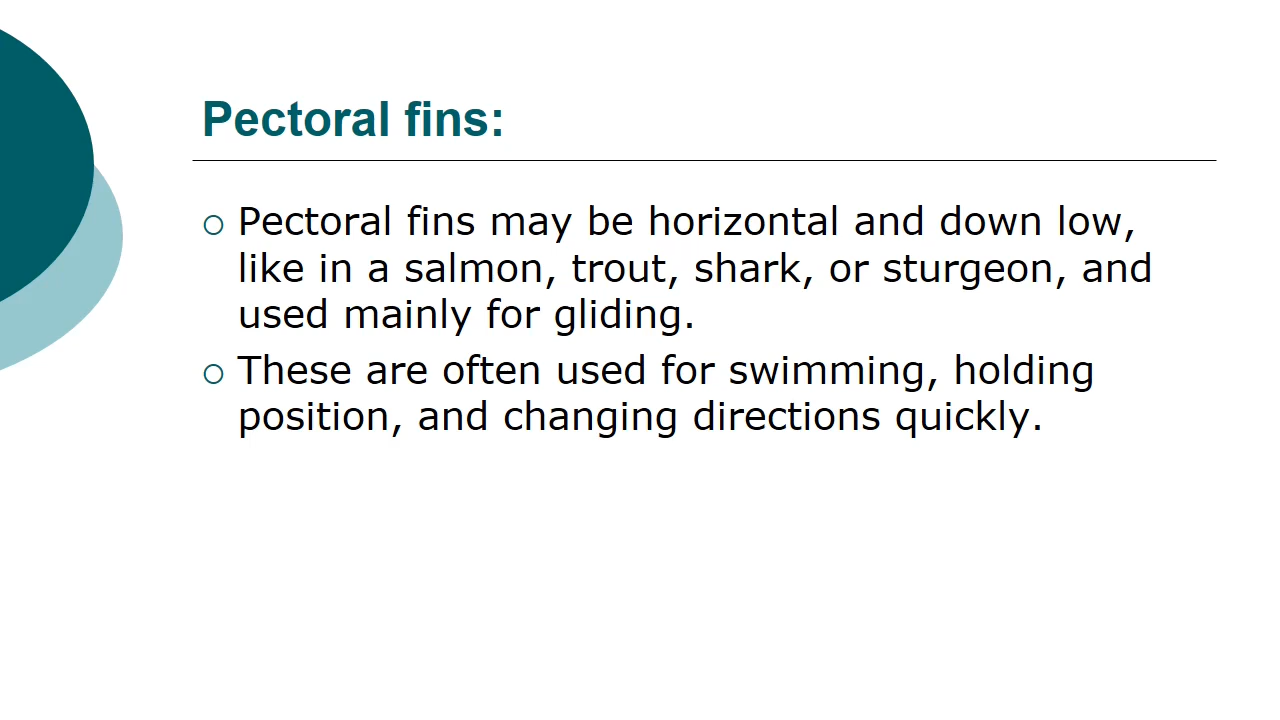 Pectoral fins:
Pectoral fins may be horizontal and down low,
like in a salmon, trout, shark, or sturgeon, and
used mainly for gliding.
These are often used for swimming, holding
position, and changing directions quickly.